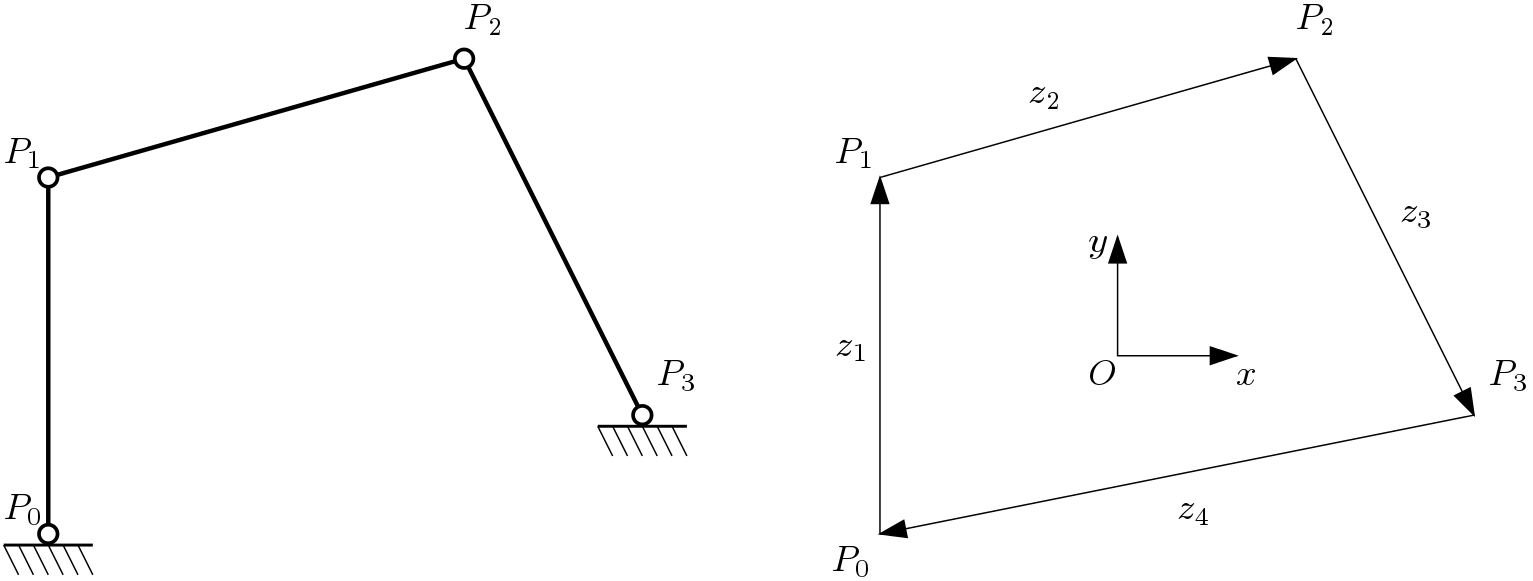 P₂
P₁
P₃
P₀
P₂
z₂
P₁
z₃
y
z₁
O
x
P₃
z₄
P₀